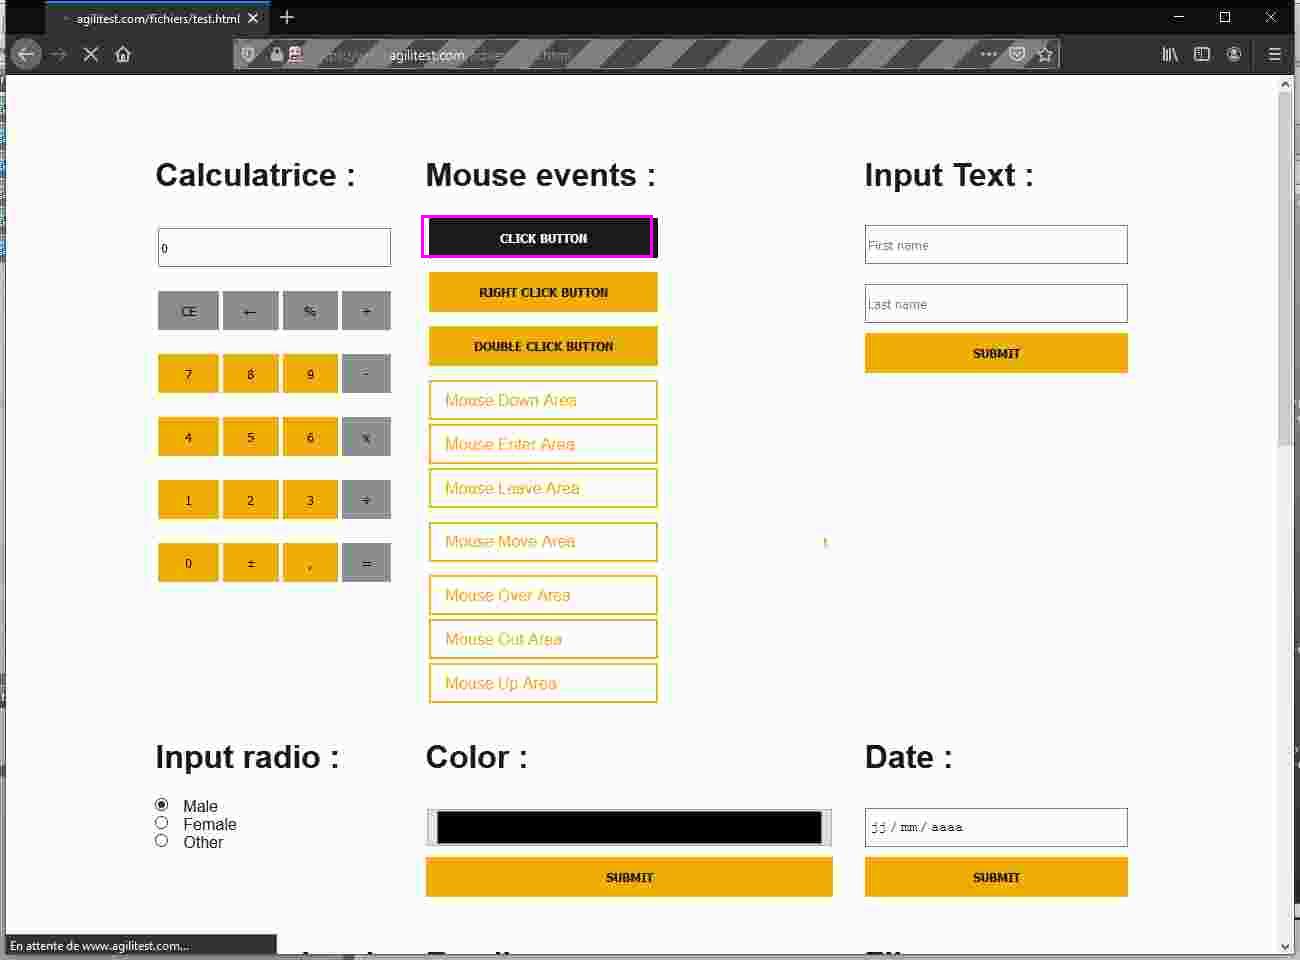 agilitest.com/fichiers/test.html
agilitest.com
Calculatrice :
0
CE ← % +
7 8 9 -
4 5 6 x
1 2 3 ÷
0 ± , =
Mouse events :
CLICK BUTTON
RIGHT CLICK BUTTON
DOUBLE CLICK BUTTON
Mouse Down Area
Mouse Enter Area
Mouse Leave Area
Mouse Move Area
Mouse Over Area
Mouse Out Area
Mouse Up Area
Input Text :
First name
Last name
SUBMIT
Input radio :
Male
Female
Other
Color :
SUBMIT
Date :
jj / mm / aaaa
SUBMIT
En attente de www.agilitest.com...